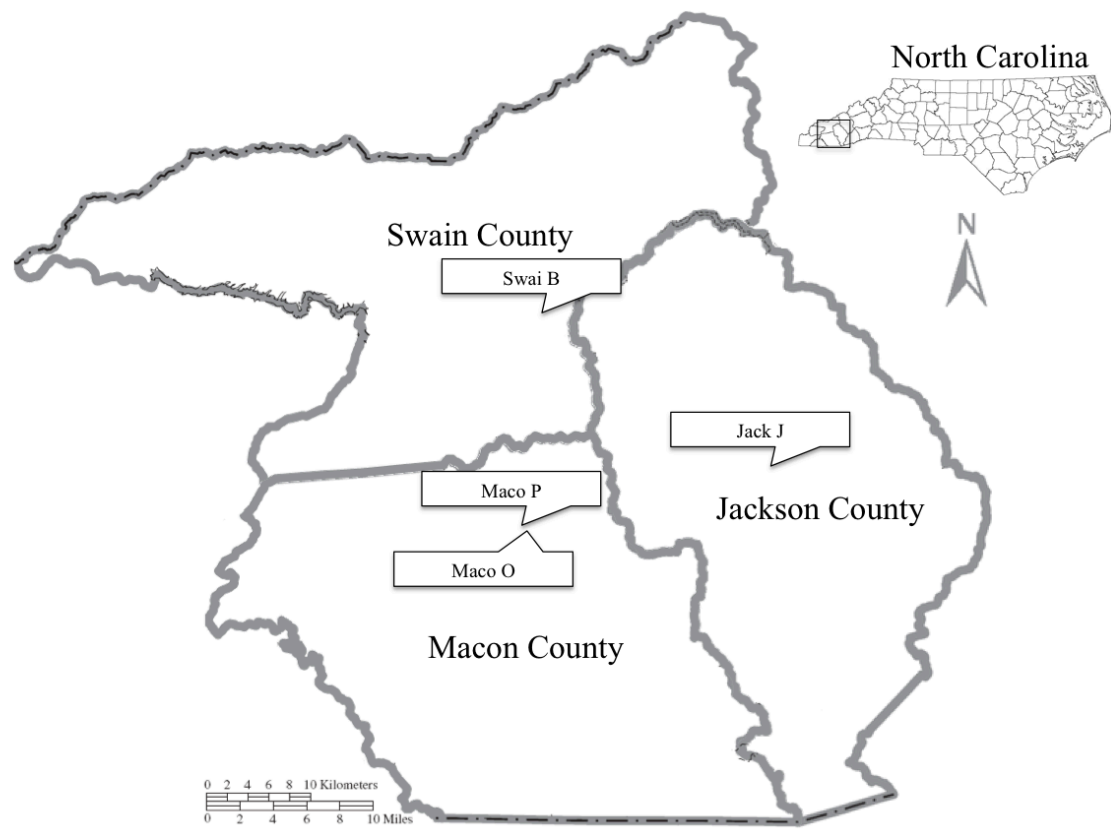 North Carolina
N
Swain County
Swai B
Jack J
Maco P
Jackson County
Maco O
Macon County
0 2 4 6 8 10 Kilometers
0 2 4 6 8 10 Miles